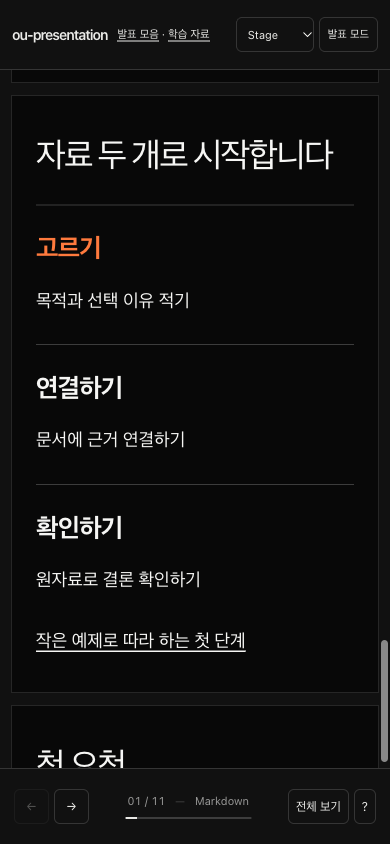 ou-presentation 발표 모음 · 학습 자료 Stage 발표 모드
자료 두 개로 시작합니다
고르기
목적과 선택 이유 적기
연결하기
문서에 근거 연결하기
확인하기
원자료로 결론 확인하기
작은 예제로 따라 하는 첫 단계
← → 01 / 11 — Markdown 전체 보기 ?